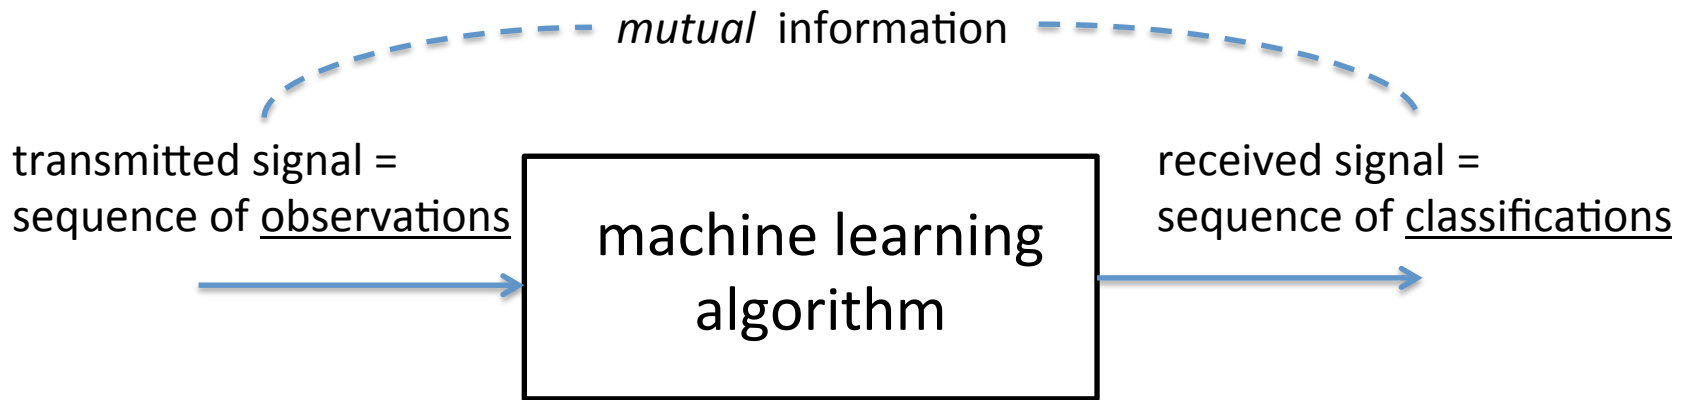 mutual information
transmitted signal =
sequence of observations
machine learning
algorithm
received signal =
sequence of classifications